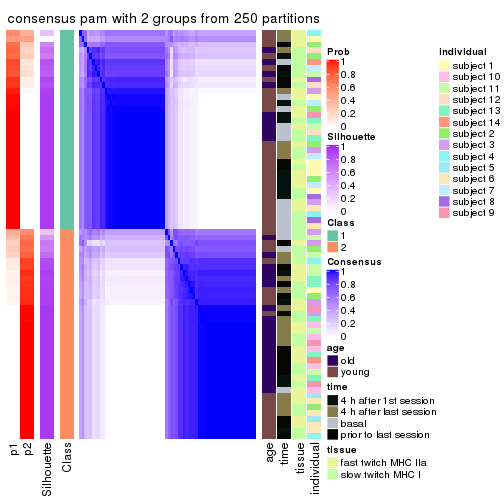 consensus pam with 2 groups from 250 partitions
Prob
1
0.8
0.6
0.4
0.2
0
Silhouette
1
0.8
0.6
0.4
0.2
0
Class
1
2
Consensus
1
0.8
0.6
0.4
0.2
0
age
old
young
time
4 h after 1st session
4 h after last session
basal
prior to last session
tissue
fast twitch MHC IIa
slow twitch MHC I
individual
subject 1
subject 10
subject 11
subject 12
subject 13
subject 14
subject 2
subject 3
subject 4
subject 5
subject 6
subject 7
subject 8
subject 9
p1
p2
Silhouette
Class
age
time
tissue
individual